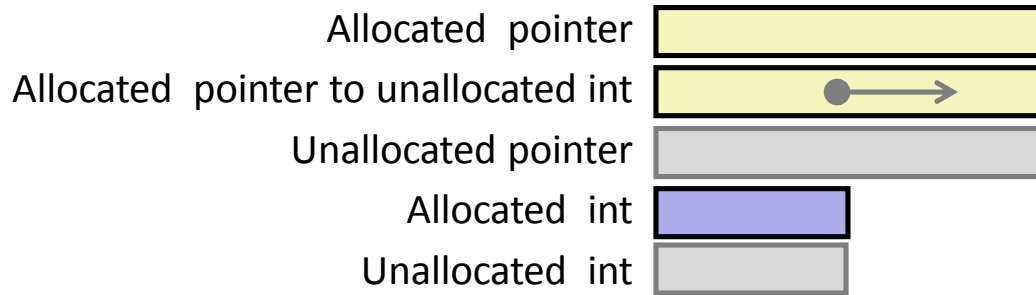 Allocated pointer
Allocated pointer to unallocated int
Unallocated pointer
Allocated int
Unallocated int